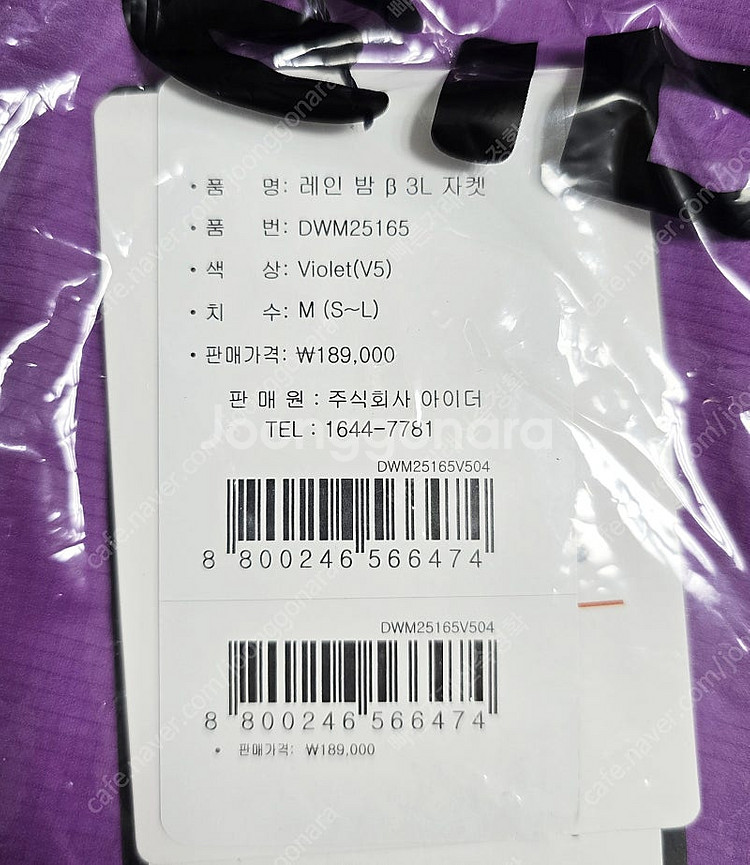 • 품 명: 레인 밤 β 3L 자켓
• 품 번: DWM25165
• 색 상: Violet(V5)
• 치 수: M (S~L)
• 판매가격: ₩189,000
판 매 원 : 주식회사 아이더
TEL : 1644-7781
Joonggonara
DWM25165V504
8 800246 566474
DWM25165V504
8 800246 566474
• 판매가격: ₩189,000